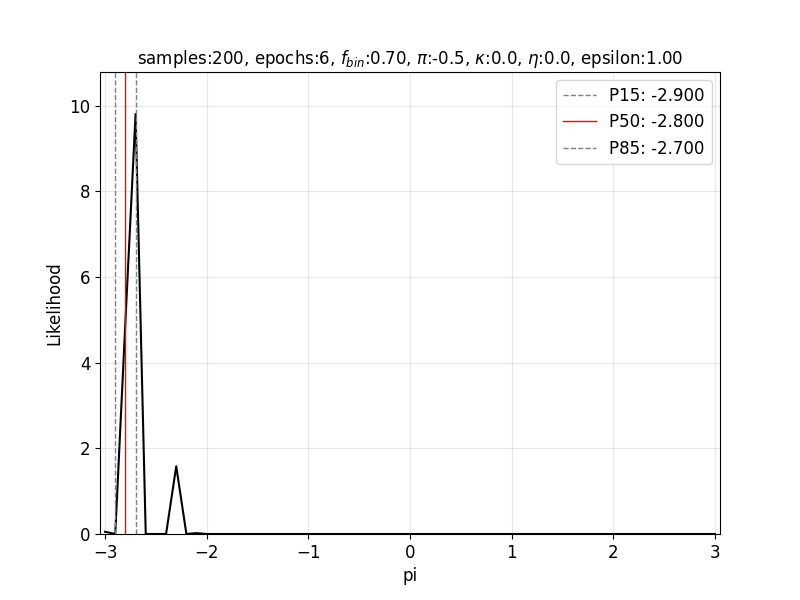 samples:200, epochs:6, f_bin:0.70, π:-0.5, κ:0.0, η:0.0, epsilon:1.00
P15: -2.900
P50: -2.800
P85: -2.700
10
8
6
4
2
0
Likelihood
−3 −2 −1 0 1 2 3
pi